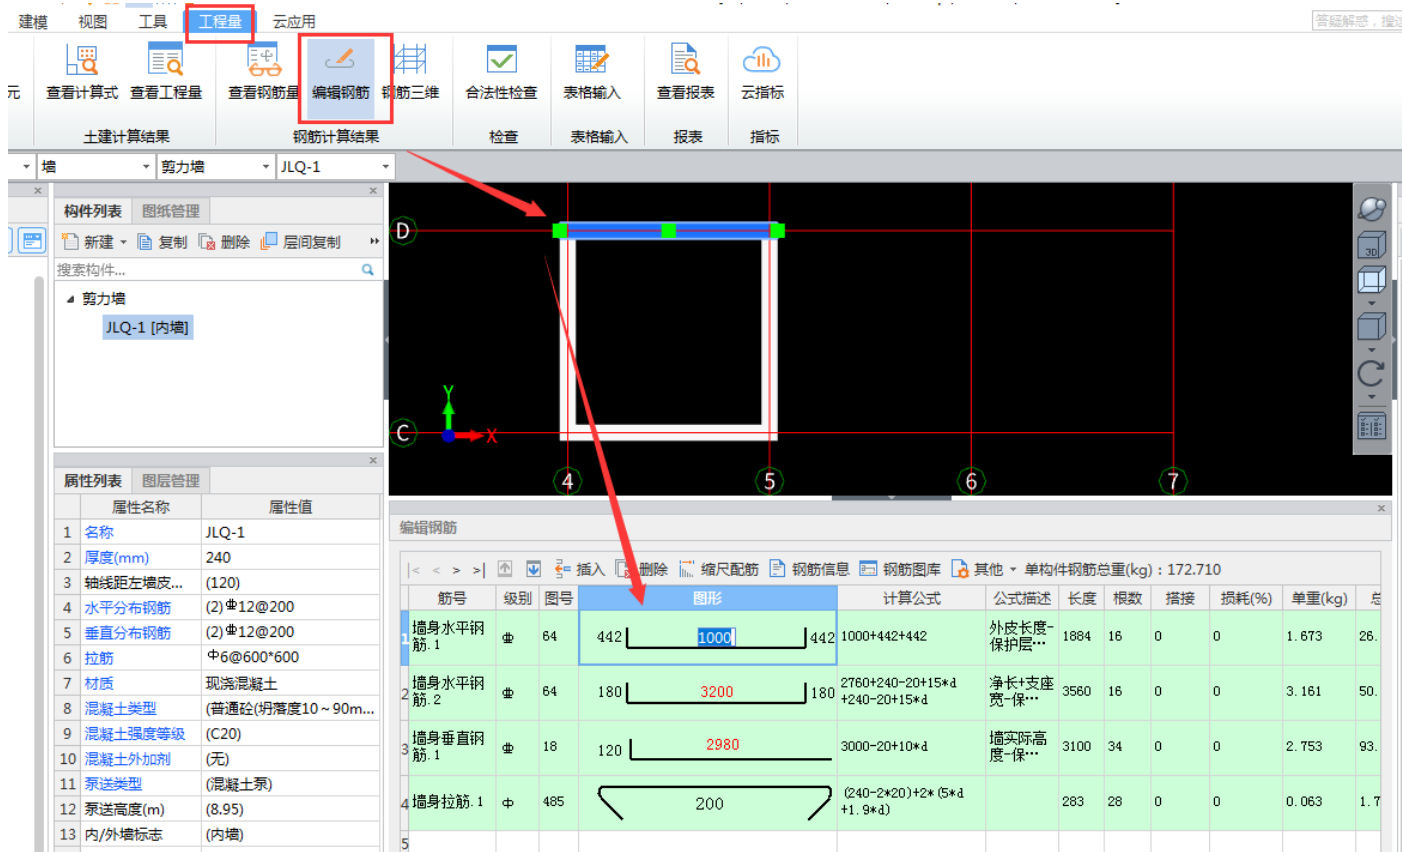 建模 视图 工具 工程量 云应用
答疑解惑，搜
元 查看计算式 查看工程量 查看钢筋量 编辑钢筋 钢筋三维 合法性检查 表格输入 查看报表 云指标
土建计算结果 钢筋计算结果 检查 表格输入 报表 指标
墙 剪力墙 JLQ-1
构件列表 图纸管理
新建 复制 删除 层间复制
搜索构件...
剪力墙
JLQ-1 [内墙]
D
3D
Y
C X
4 5 6 7
属性列表 图层管理
属性名称 属性值
1 名称 JLQ-1
2 厚度(mm) 240
3 轴线距左墙皮... (120)
4 水平分布钢筋 (2)⏀12@200
5 垂直分布钢筋 (2)⏀12@200
6 拉筋 ⏀6@600*600
7 材质 现浇混凝土
8 混凝土类型 (普通砼(坍落度10～90m...
9 混凝土强度等级 (C20)
10 混凝土外加剂 (无)
11 泵送类型 (混凝土泵)
12 泵送高度(m) (8.95)
13 内/外墙标志 (内墙)
编辑钢筋
|< < > >| 插入 删除 缩尺配筋 钢筋信息 钢筋图库 其他 单构件钢筋总重(kg)：172.710
筋号 级别 图号 图形 计算公式 公式描述 长度 根数 搭接 损耗(%) 单重(kg) 总
1 墙身水平钢筋.1 64 442 1000 442 1000+442+442 外皮长度-保护层… 1884 16 0 0 1.673 26.
2 墙身水平钢筋.2 64 180 3200 180 2760+240-20+15*d+240-20+15*d 净长+支座宽-保… 3560 16 0 0 3.161 50.
3 墙身垂直钢筋.1 18 120 2980 3000-20+10*d 墙实际高度-保… 3100 34 0 0 2.753 93.
4 墙身拉筋.1 485 200 (240-2*20)+2*(5*d+1.9*d) 283 28 0 0 0.063 1.7
5